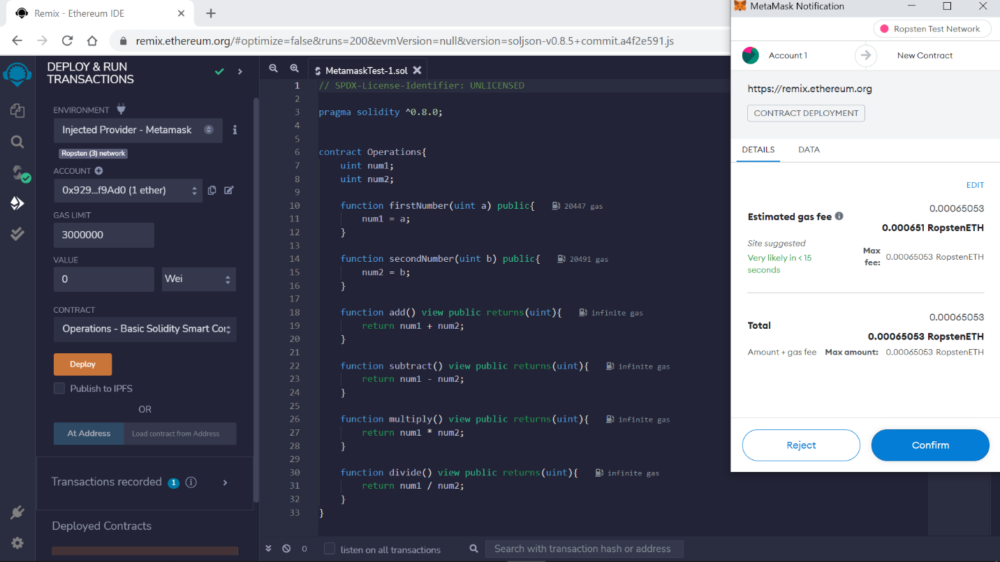 Remix - Ethereum IDE
remix.ethereum.org/#optimize=false&runs=200&evmVersion=null&version=soljson-v0.8.5+commit.a4f2e591.js
DEPLOY & RUN
TRANSACTIONS
ENVIRONMENT
Injected Provider - Metamask
Ropsten (3) network
ACCOUNT
0x929...f9Ad0 (1 ether)
GAS LIMIT
3000000
VALUE
0
Wei
CONTRACT
Operations - Basic Solidity Smart Cor
Deploy
Publish to IPFS
OR
At Address
Load contract from Address
Transactions recorded 1 i
Deployed Contracts
MetamaskTest-1.sol
1 // SPDX-License-Identifier: UNLICENSED
2
3 pragma solidity ^0.8.0;
4
5
6 contract Operations{
7 uint num1;
8 uint num2;
9
10 function firstNumber(uint a) public{ 20447 gas
11 num1 = a;
12 }
13
14 function secondNumber(uint b) public{ 20491 gas
15 num2 = b;
16 }
17
18 function add() view public returns(uint){ infinite gas
19 return num1 + num2;
20 }
21
22 function subtract() view public returns(uint){ infinite gas
23 return num1 - num2;
24 }
25
26 function multiply() view public returns(uint){ infinite gas
27 return num1 * num2;
28 }
29
30 function divide() view public returns(uint){ infinite gas
31 return num1 / num2;
32 }
33 }
0
listen on all transactions
Search with transaction hash or address
MetaMask Notification
Ropsten Test Network
Account 1
New Contract
https://remix.ethereum.org
CONTRACT DEPLOYMENT
DETAILS
DATA
EDIT
0.00065053
Estimated gas fee
0.000651 RopstenETH
Site suggested
Very likely in < 15
seconds
Max
fee:
0.00065053 RopstenETH
0.00065053
Total
0.00065053 RopstenETH
Amount + gas fee
Max amount:
0.00065053 RopstenETH
Reject
Confirm